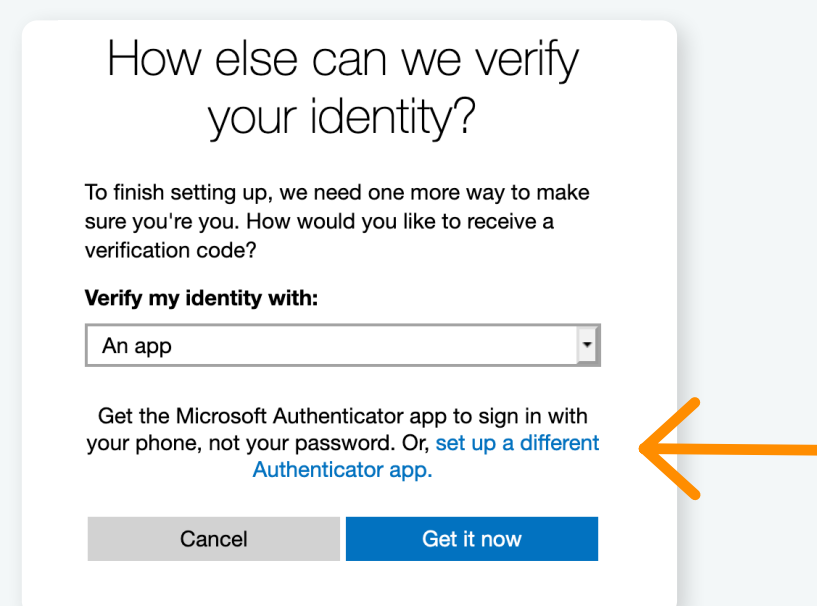 How else can we verify
your identity?
To finish setting up, we need one more way to make
sure you're you. How would you like to receive a
verification code?
Verify my identity with:
An app
Get the Microsoft Authenticator app to sign in with
your phone, not your password. Or, set up a different
Authenticator app.
Cancel
Get it now